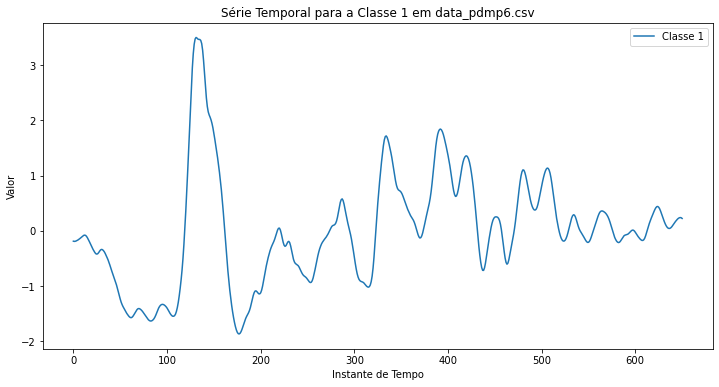 Série Temporal para a Classe 1 em data_pdmp6.csv
Classe 1
Valor
3
2
1
0
−1
−2
0 100 200 300 400 500 600
Instante de Tempo